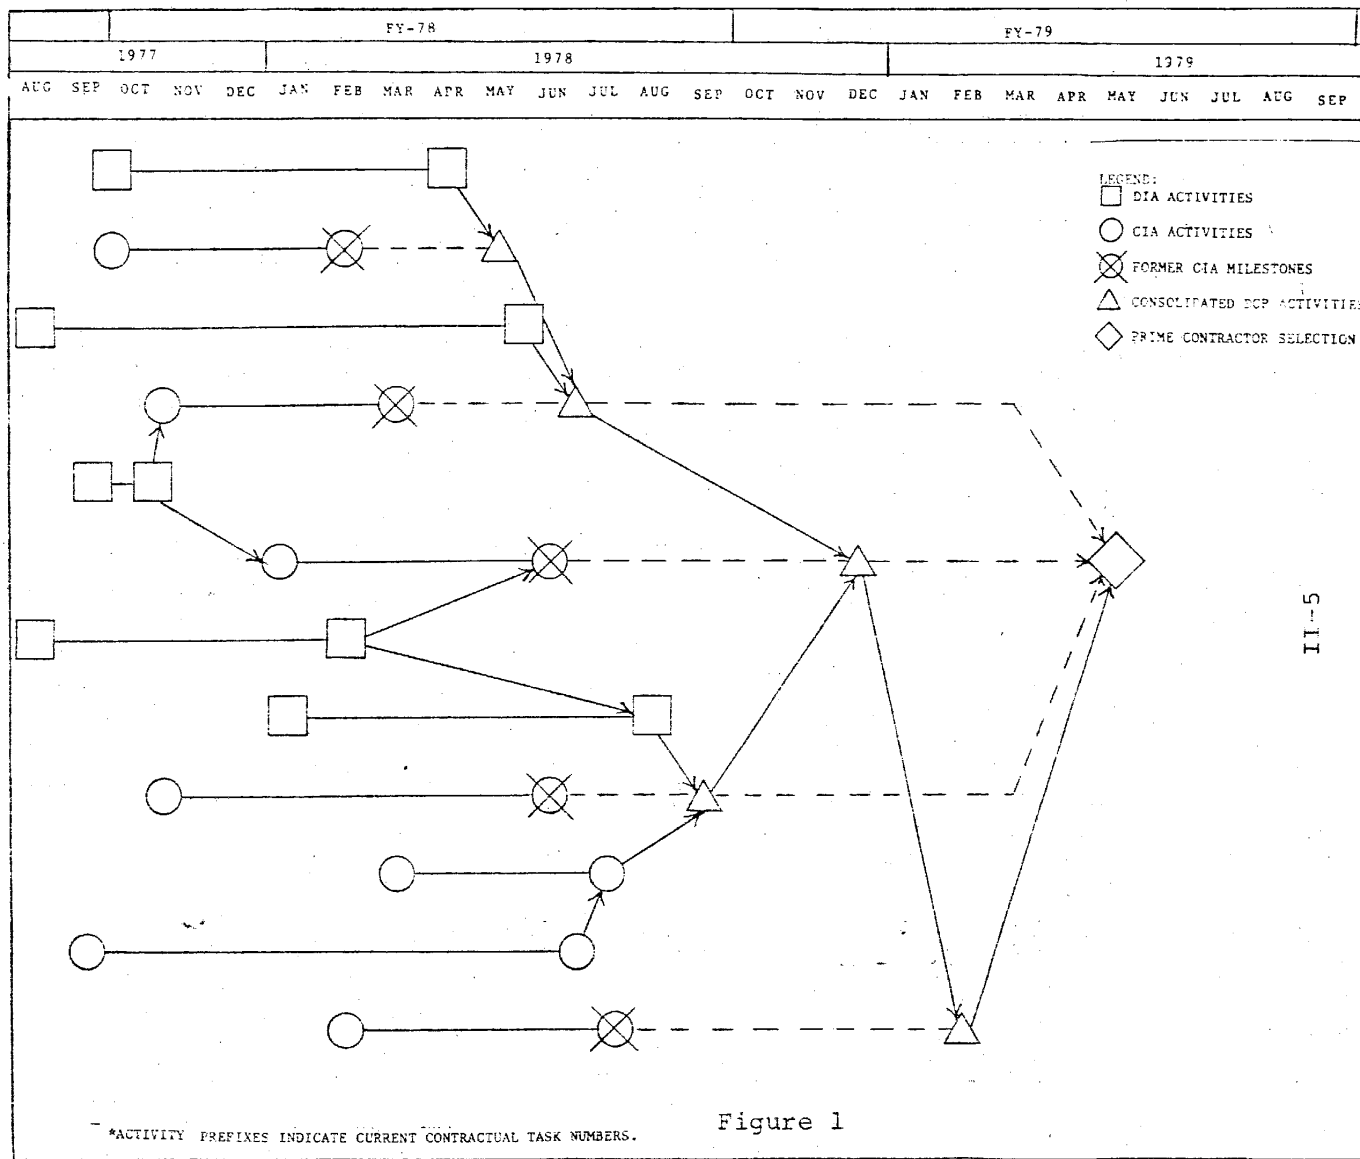 FY-78 FY-79
1977 1978 1979
AUG SEP OCT NOV DEC JAN FEB MAR APR MAY JUN JUL AUG SEP OCT NOV DEC JAN FEB MAR APR MAY JUN JUL AUG SEP
LEGEND:
DIA ACTIVITIES
CIA ACTIVITIES
FORMER CIA MILESTONES
CONSOLIDATED DCP ACTIVITIES
PRIME CONTRACTOR SELECTION
II-5
Figure 1
*ACTIVITY PREFIXES INDICATE CURRENT CONTRACTUAL TASK NUMBERS.